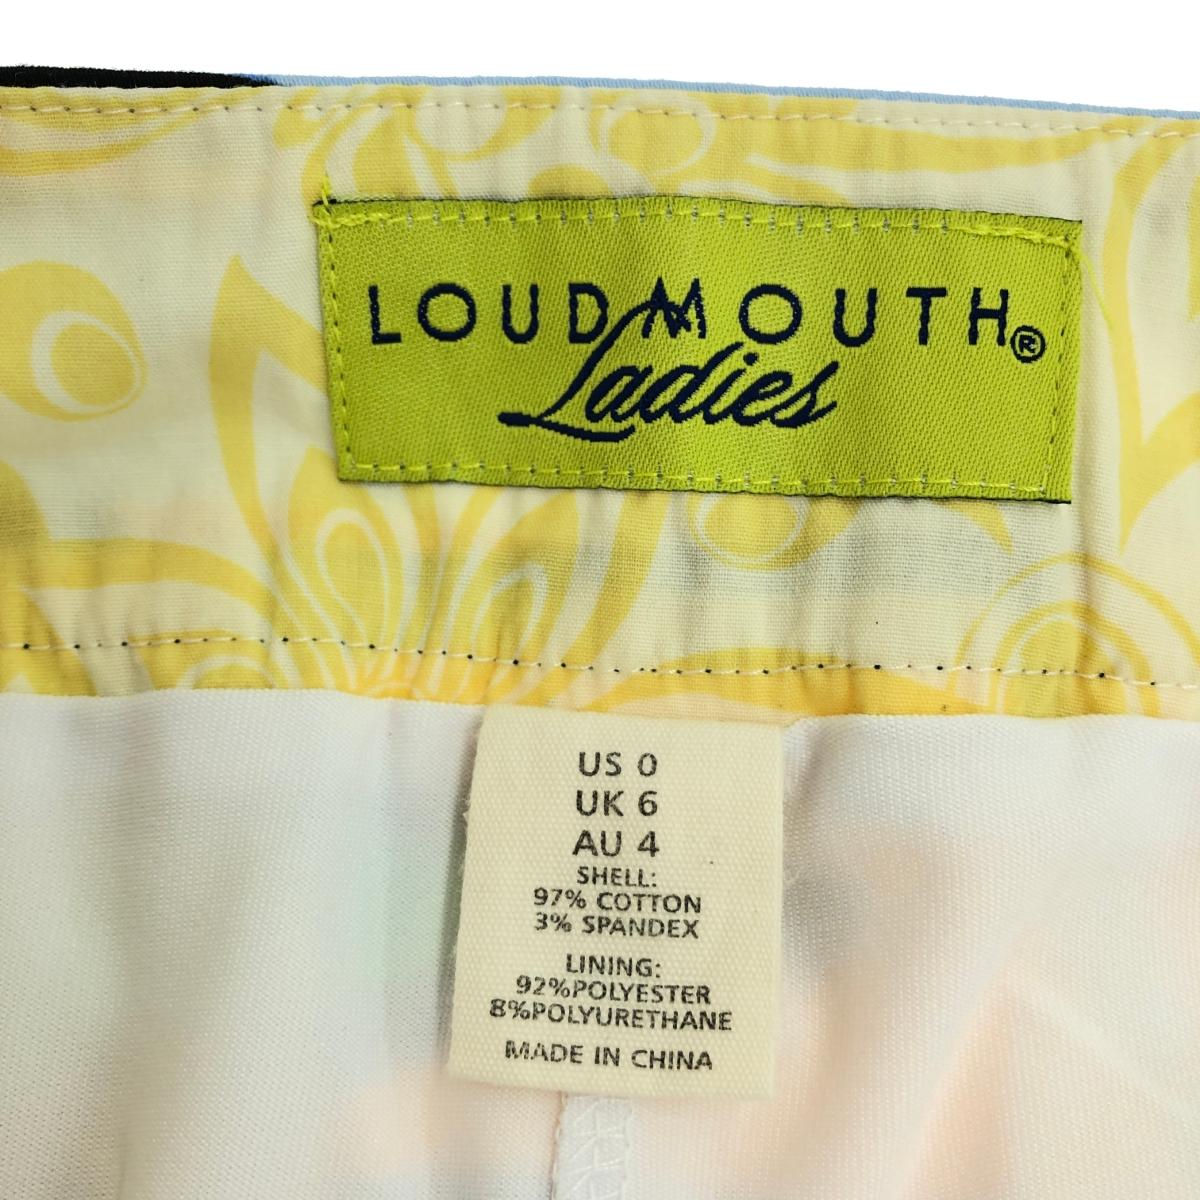 LOUDMOUTH®
Ladies
US 0
UK 6
AU 4
SHELL:
97% COTTON
3% SPANDEX
LINING:
92%POLYESTER
8%POLYURETHANE
MADE IN CHINA